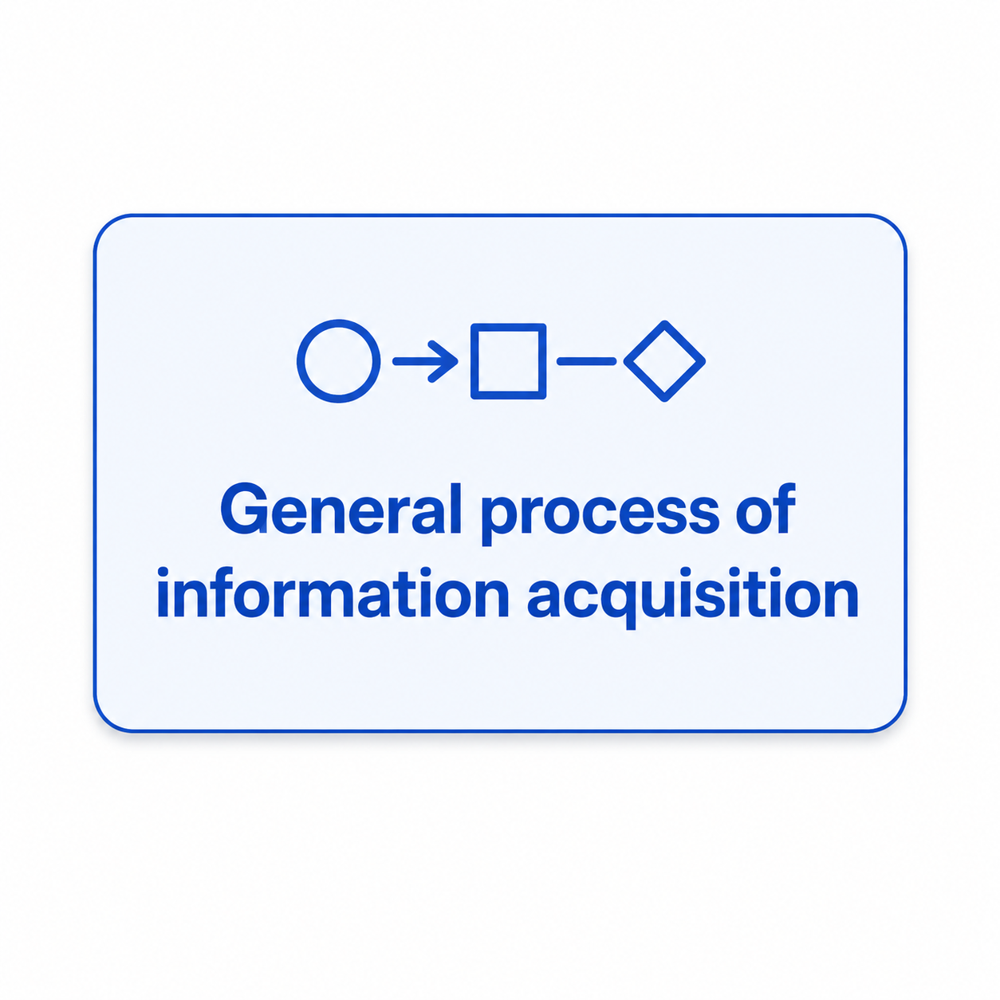 General process of
information acquisition